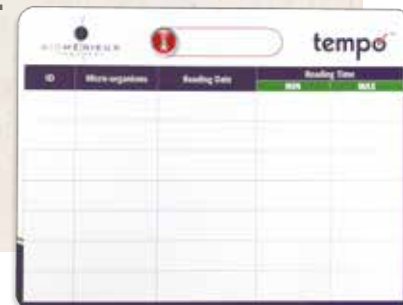 BIOMÉRIEUX
tempo
ID Micro-organisms Reading Date Reading Time
MIN MAX